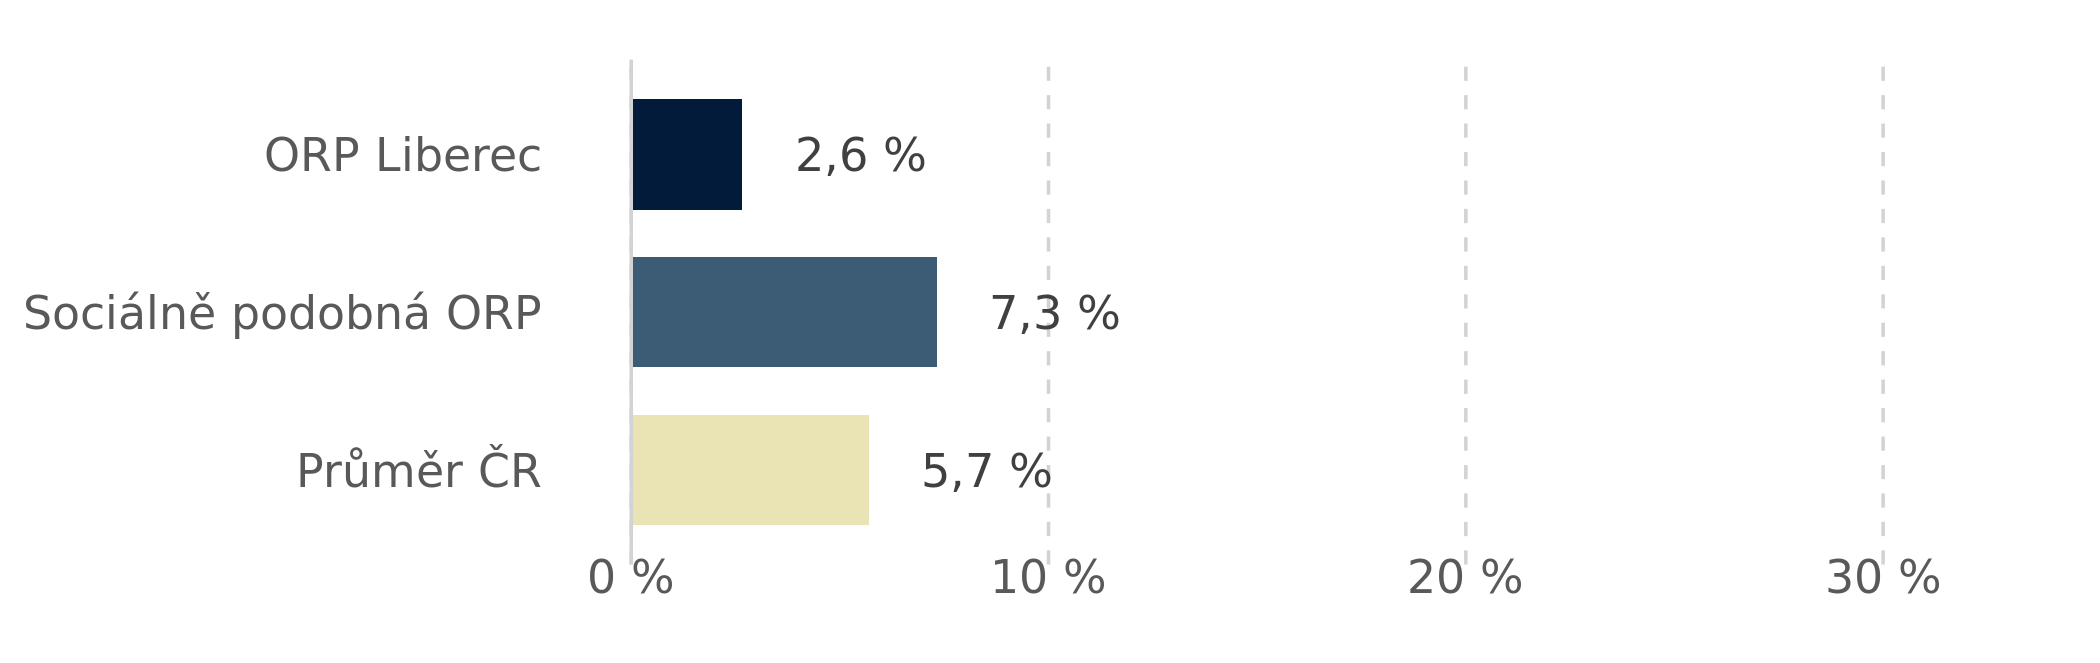 ORP Liberec 2,6 %
Sociálně podobná ORP 7,3 %
Průměr ČR 5,7 %
0 % 10 % 20 % 30 %